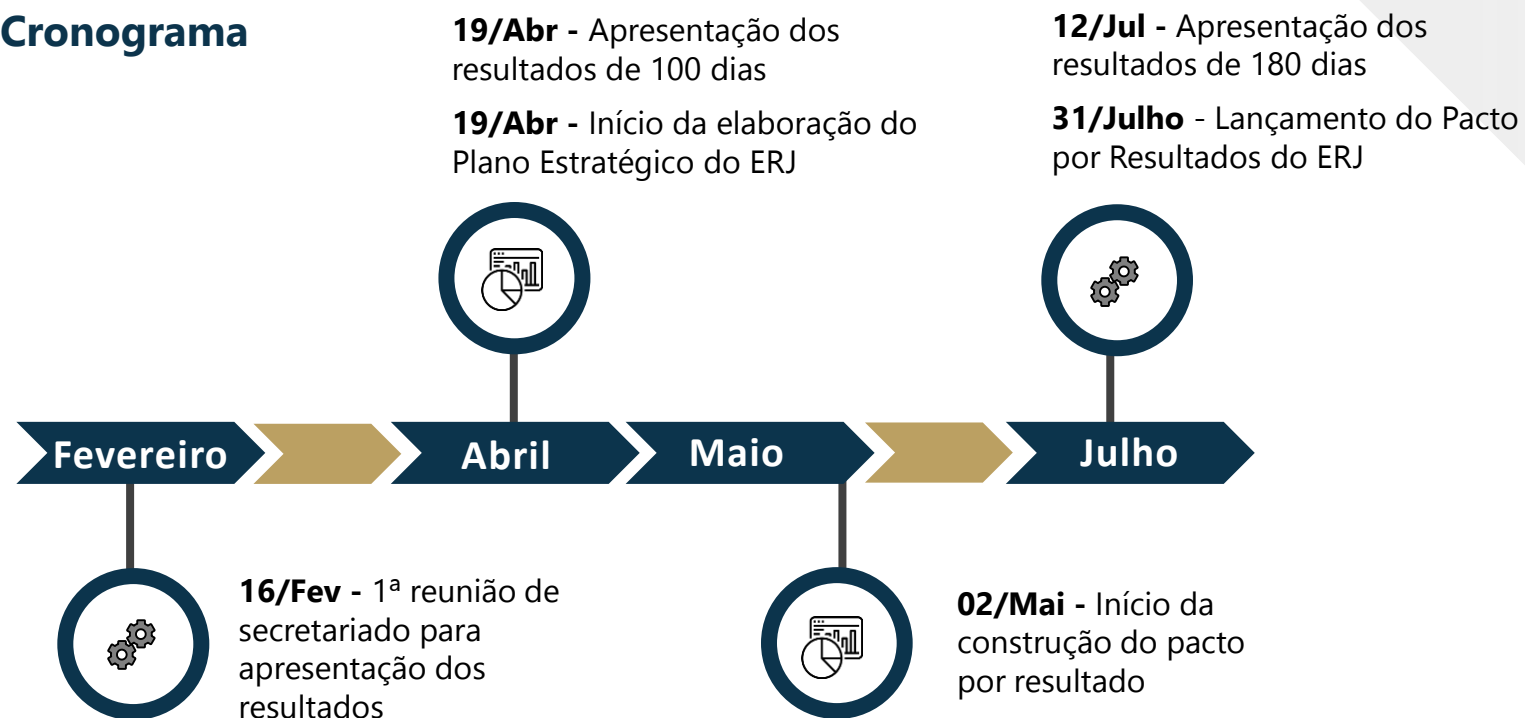 Cronograma
19/Abr - Apresentação dos
resultados de 100 dias
19/Abr - Início da elaboração do
Plano Estratégico do ERJ
12/Jul - Apresentação dos
resultados de 180 dias
31/Julho - Lançamento do Pacto
por Resultados do ERJ
Fevereiro
Abril
Maio
Julho
16/Fev - 1ª reunião de
secretariado para
apresentação dos
resultados
02/Mai - Início da
construção do pacto
por resultado